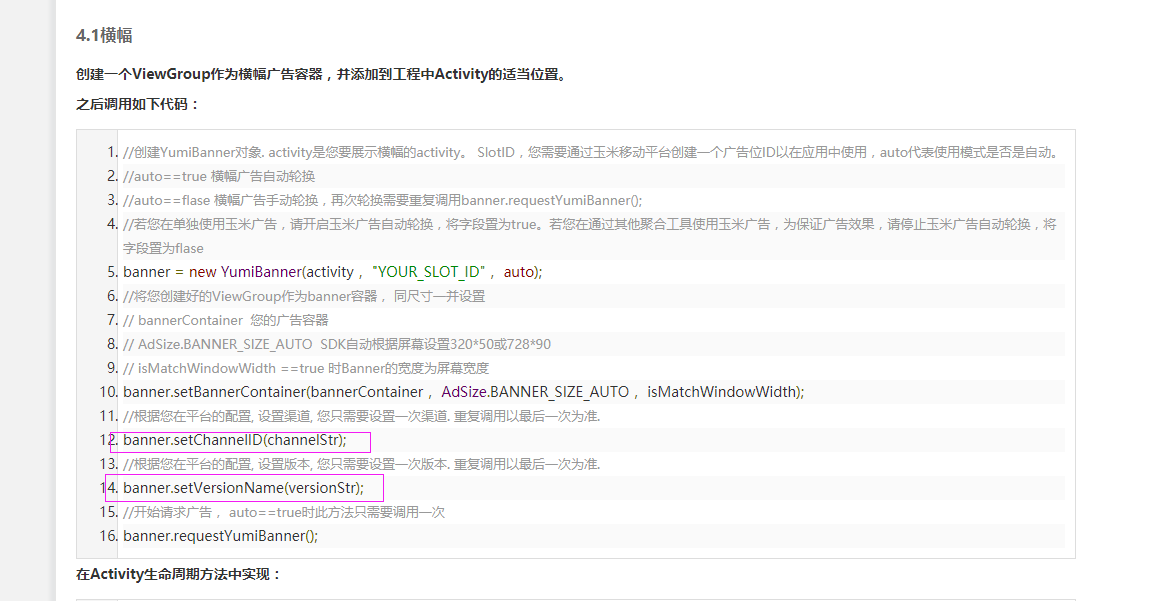 4.1横幅
创建一个ViewGroup作为横幅广告容器，并添加到工程中Activity的适当位置。
之后调用如下代码：
1. //创建YumiBanner对象. activity是您要展示横幅的activity。 SlotID，您需要通过玉米移动平台创建一个广告位ID以在应用中使用，auto代表使用模式是否是自动。
2. //auto==true 横幅广告自动轮换
3. //auto==flase 横幅广告手动轮换，再次轮换需要重复调用banner.requestYumiBanner();
4. //若您在单独使用玉米广告，请开启玉米广告自动轮换，将字段置为true。若您在通过其他聚合工具使用玉米广告，为保证广告效果，请停止玉米广告自动轮换，将
字段置为flase
5. banner = new YumiBanner(activity， "YOUR_SLOT_ID"， auto);
6. //将您创建好的ViewGroup作为banner容器， 同尺寸一并设置
7. // bannerContainer  您的广告容器
8. // AdSize.BANNER_SIZE_AUTO  SDK自动根据屏幕设置320*50或728*90
9. // isMatchWindowWidth ==true 时Banner的宽度为屏幕宽度
10. banner.setBannerContainer(bannerContainer， AdSize.BANNER_SIZE_AUTO， isMatchWindowWidth);
11. //根据您在平台的配置, 设置渠道, 您只需要设置一次渠道. 重复调用以最后一次为准.
12. banner.setChannelID(channelStr);
13. //根据您在平台的配置, 设置版本, 您只需要设置一次版本. 重复调用以最后一次为准.
14. banner.setVersionName(versionStr);
15. //开始请求广告， auto==true时此方法只需要调用一次
16. banner.requestYumiBanner();
在Activity生命周期方法中实现：